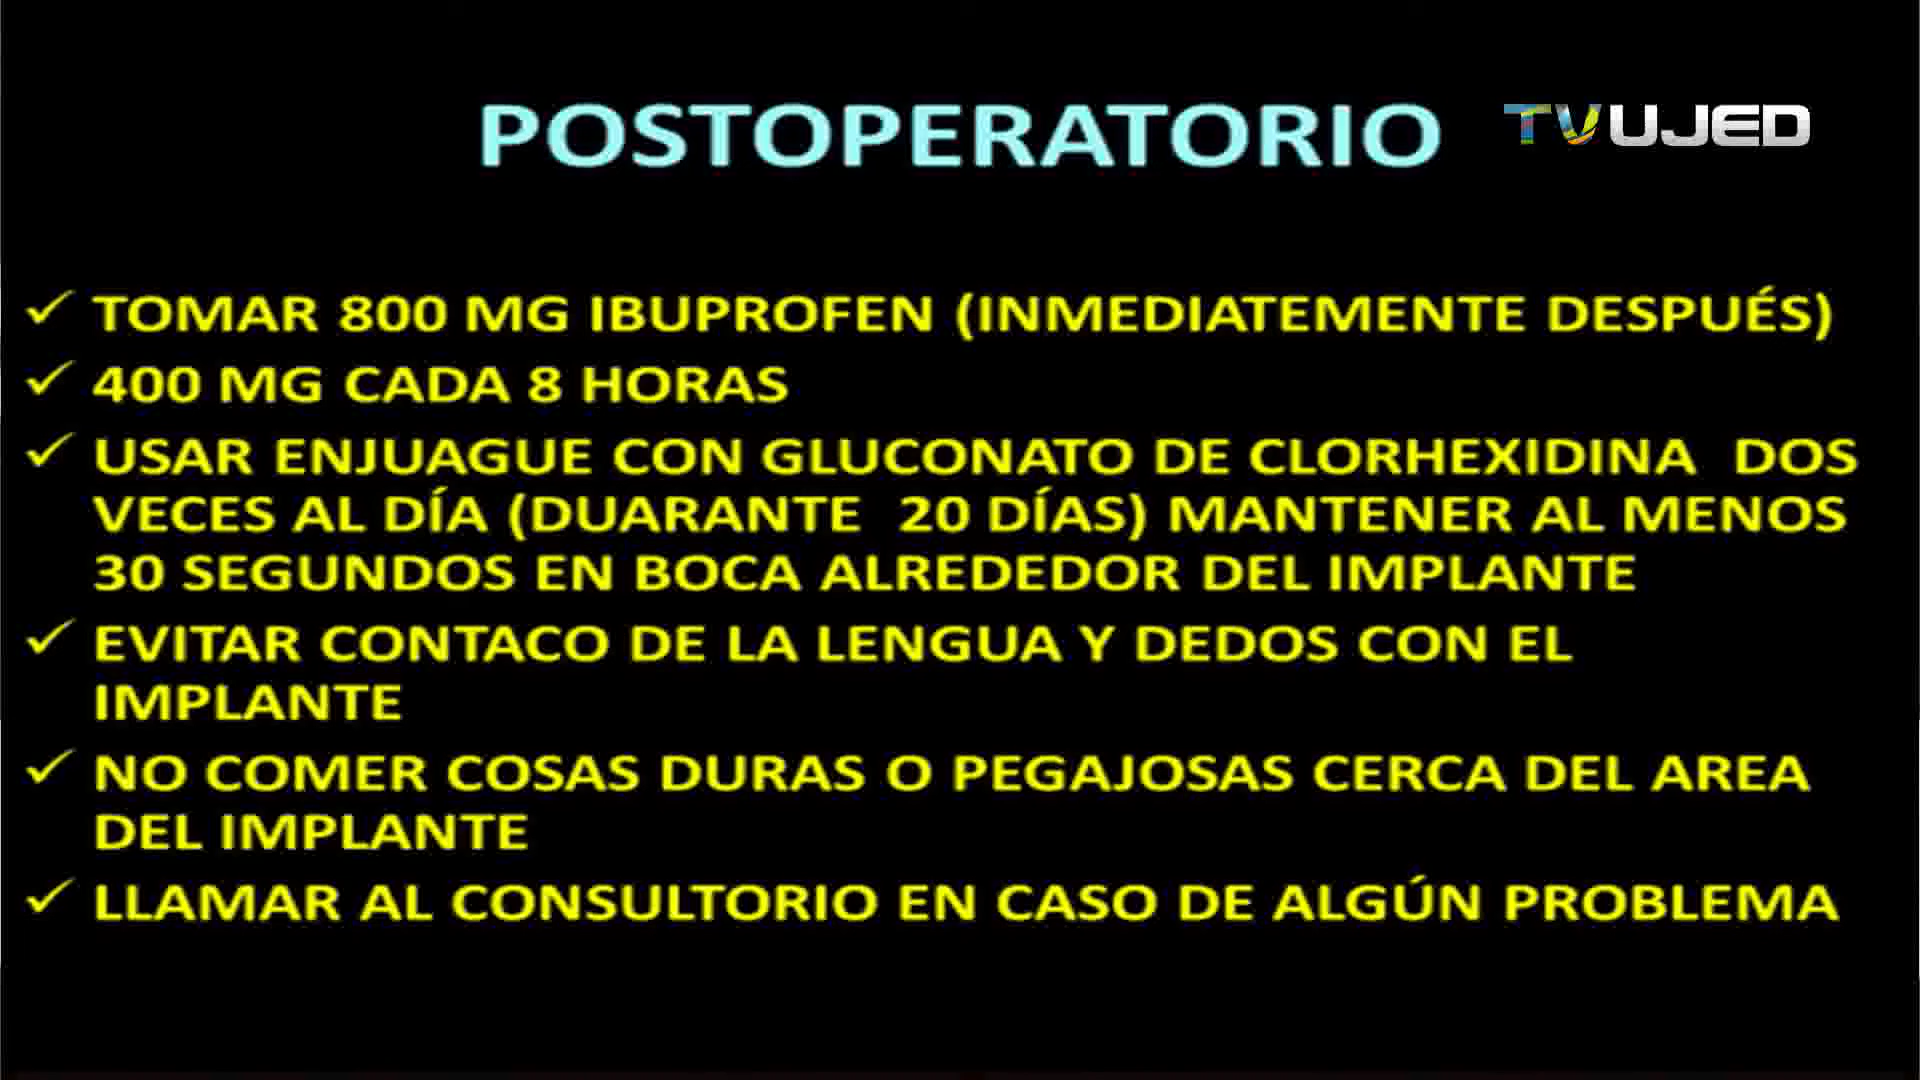 POSTOPERATORIO
TVUJED
✓ TOMAR 800 MG IBUPROFEN (INMEDIATEMENTE DESPUÉS)
✓ 400 MG CADA 8 HORAS
✓ USAR ENJUAGUE CON GLUCONATO DE CLORHEXIDINA DOS
VECES AL DÍA (DUARANTE 20 DÍAS) MANTENER AL MENOS
30 SEGUNDOS EN BOCA ALREDEDOR DEL IMPLANTE
✓ EVITAR CONTACO DE LA LENGUA Y DEDOS CON EL
IMPLANTE
✓ NO COMER COSAS DURAS O PEGAJOSAS CERCA DEL AREA
DEL IMPLANTE
✓ LLAMAR AL CONSULTORIO EN CASO DE ALGÚN PROBLEMA